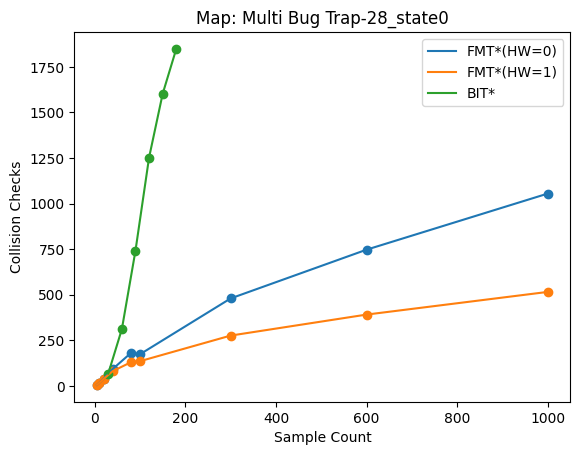 Map: Multi Bug Trap-28_state0
FMT*(HW=0)
FMT*(HW=1)
BIT*
Collision Checks
1750
1500
1250
1000
750
500
250
0
0 200 400 600 800 1000
Sample Count